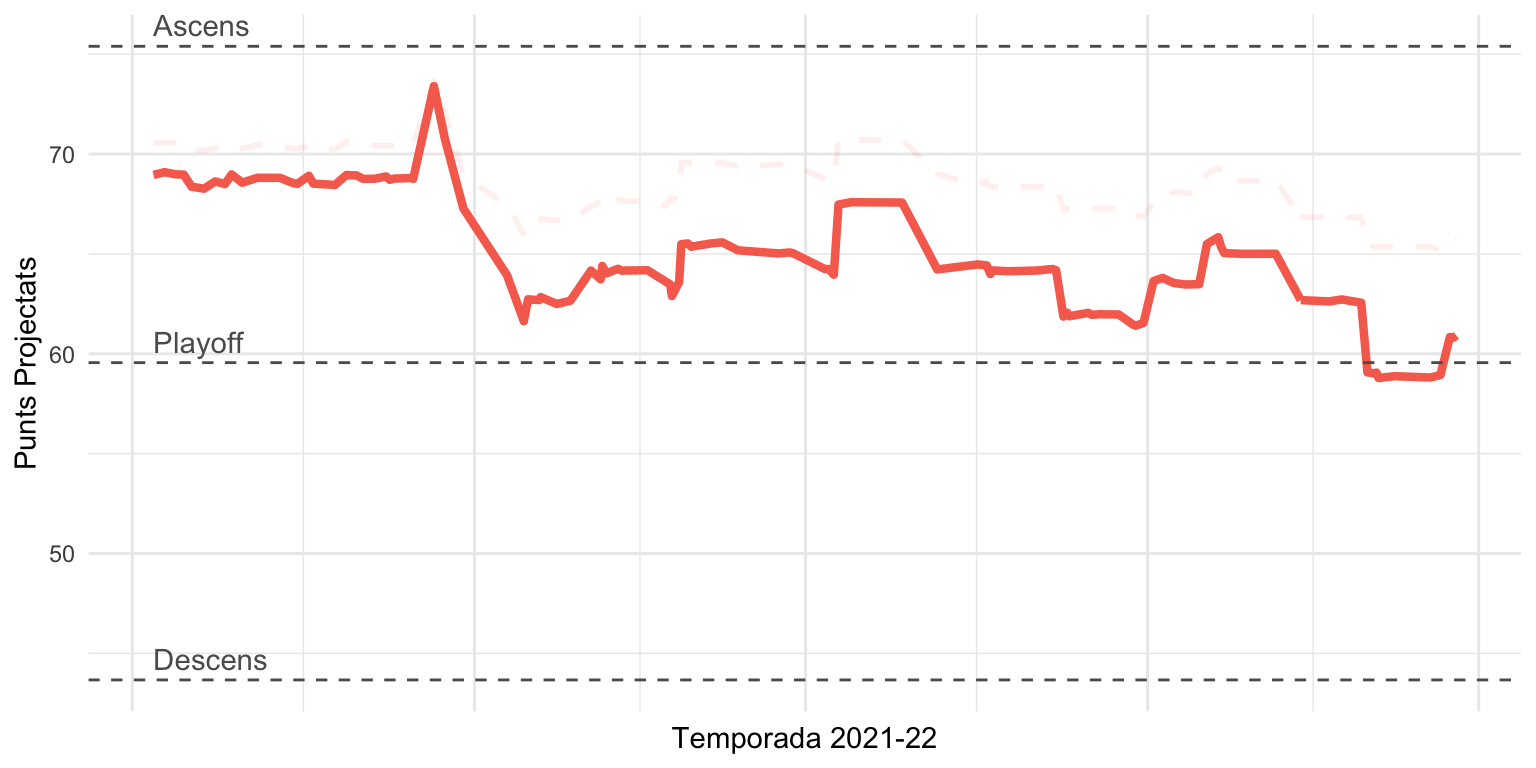 Ascens
70
Punts Projectats
Playoff
60
50
Descens
Temporada 2021-22